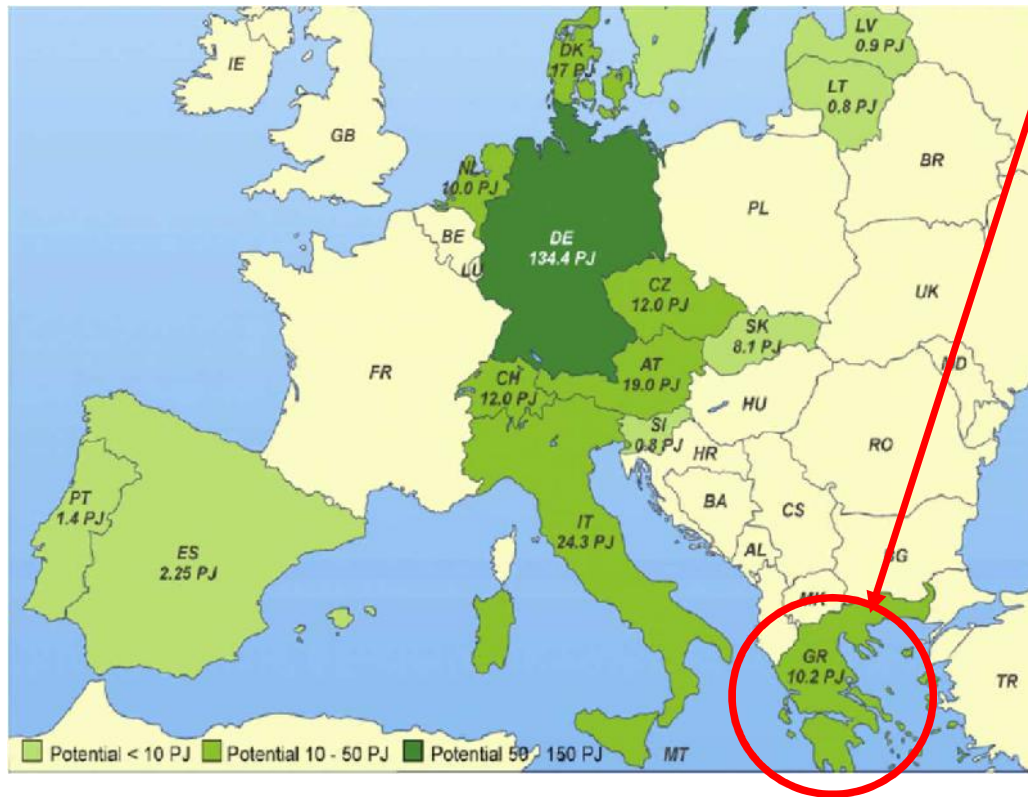 IE
GB
DK
17 PJ
LV
0.9 PJ
LT
0.8 PJ
BR
NL
10.0 PJ
BE
LU
DE
134.4 PJ
PL
CZ
12.0 PJ
UK
SK
8.1 PJ
FR
CH
12.0 PJ
AT
19.0 PJ
HU
MD
SI
0.8 PJ
HR
RO
PT
1.4 PJ
ES
2.25 PJ
IT
24.3 PJ
BA
CS
AL
BG
MK
GR
10.2 PJ
TR
Potential < 10 PJ Potential 10 - 50 PJ Potential 50 - 150 PJ
MT